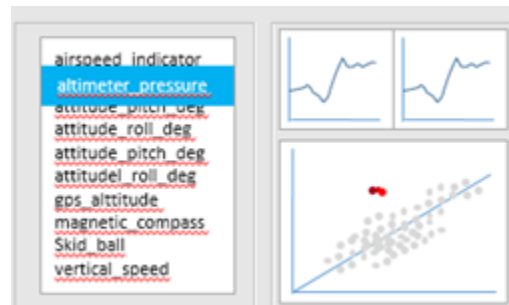 airspeed_indicator
altimeter_pressure
attitude_pitch_deg
attitude_roll_deg
attitude_pitch_deg
attitudel_roll_deg
gps_alttitude
magnetic_compass
Skid_ball
vertical_speed